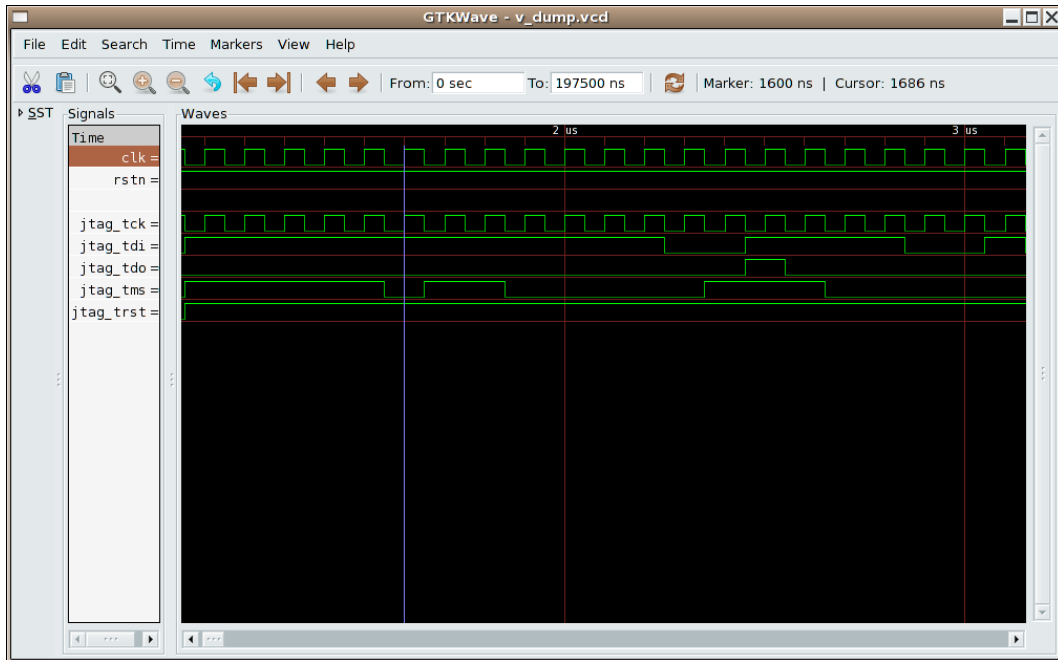 GTKWave - v_dump.vcd
File Edit Search Time Markers View Help
From: 0 sec To: 197500 ns Marker: 1600 ns | Cursor: 1686 ns
SST
Signals
Waves
Time
2 us
3 us
clk =
rstn =
jtag_tck =
jtag_tdi =
jtag_tdo =
jtag_tms =
jtag_trst =